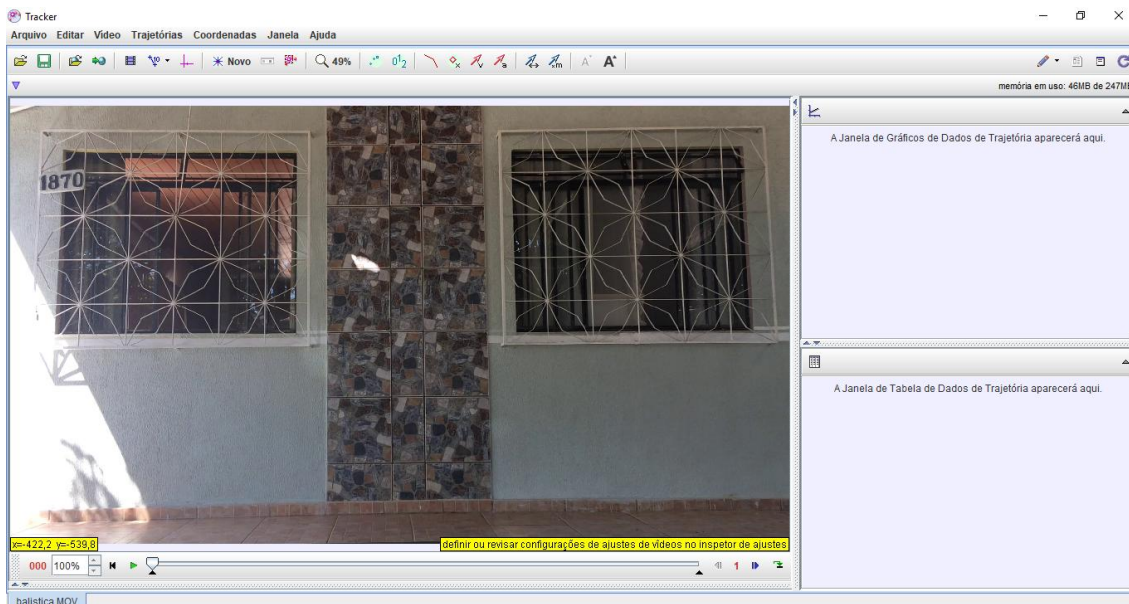 Tracker
Arquivo Editar Vídeo Trajetórias Coordenadas Janela Ajuda
Novo 49%
memória em uso: 46MB de 247MB
A Janela de Gráficos de Dados de Trajetória aparecerá aqui.
1870
A Janela de Tabela de Dados de Trajetória aparecerá aqui.
x=-422,2 y=-539,8 definir ou revisar configurações de ajustes de vídeos no inspetor de ajustes
000 100% 1
balistica.MOV